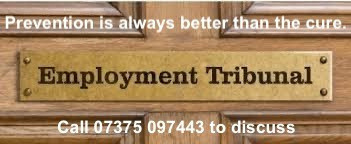 Prevention is always better than the cure.
Employment Tribunal
Call 07375 097443 to discuss